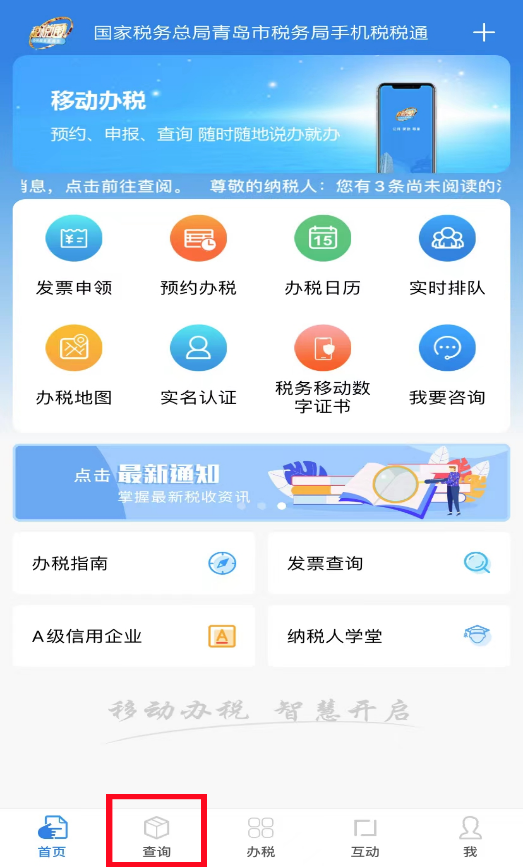 国家税务总局青岛市税务局手机税税通
移动办税
预约、申报、查询 随时随地说办就办
消息，点击前往查阅。 尊敬的纳税人：您有3条尚未阅读的
发票申领 预约办税 办税日历 实时排队
15
办税地图 实名认证 税务移动数字证书 我要咨询
点击 最新通知
掌握最新税收资讯
办税指南 发票查询
A级信用企业 纳税人学堂
移动办税 智慧开启
首页 查询 办税 互动 我